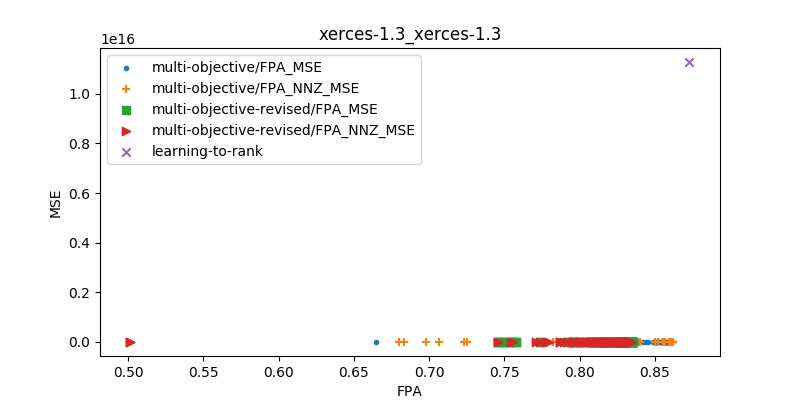 xerces-1.3_xerces-1.3
1e16
multi-objective/FPA_MSE
multi-objective/FPA_NNZ_MSE
multi-objective-revised/FPA_MSE
multi-objective-revised/FPA_NNZ_MSE
learning-to-rank
1.0
0.8
0.6
0.4
0.2
0.0
MSE
0.50 0.55 0.60 0.65 0.70 0.75 0.80 0.85
FPA